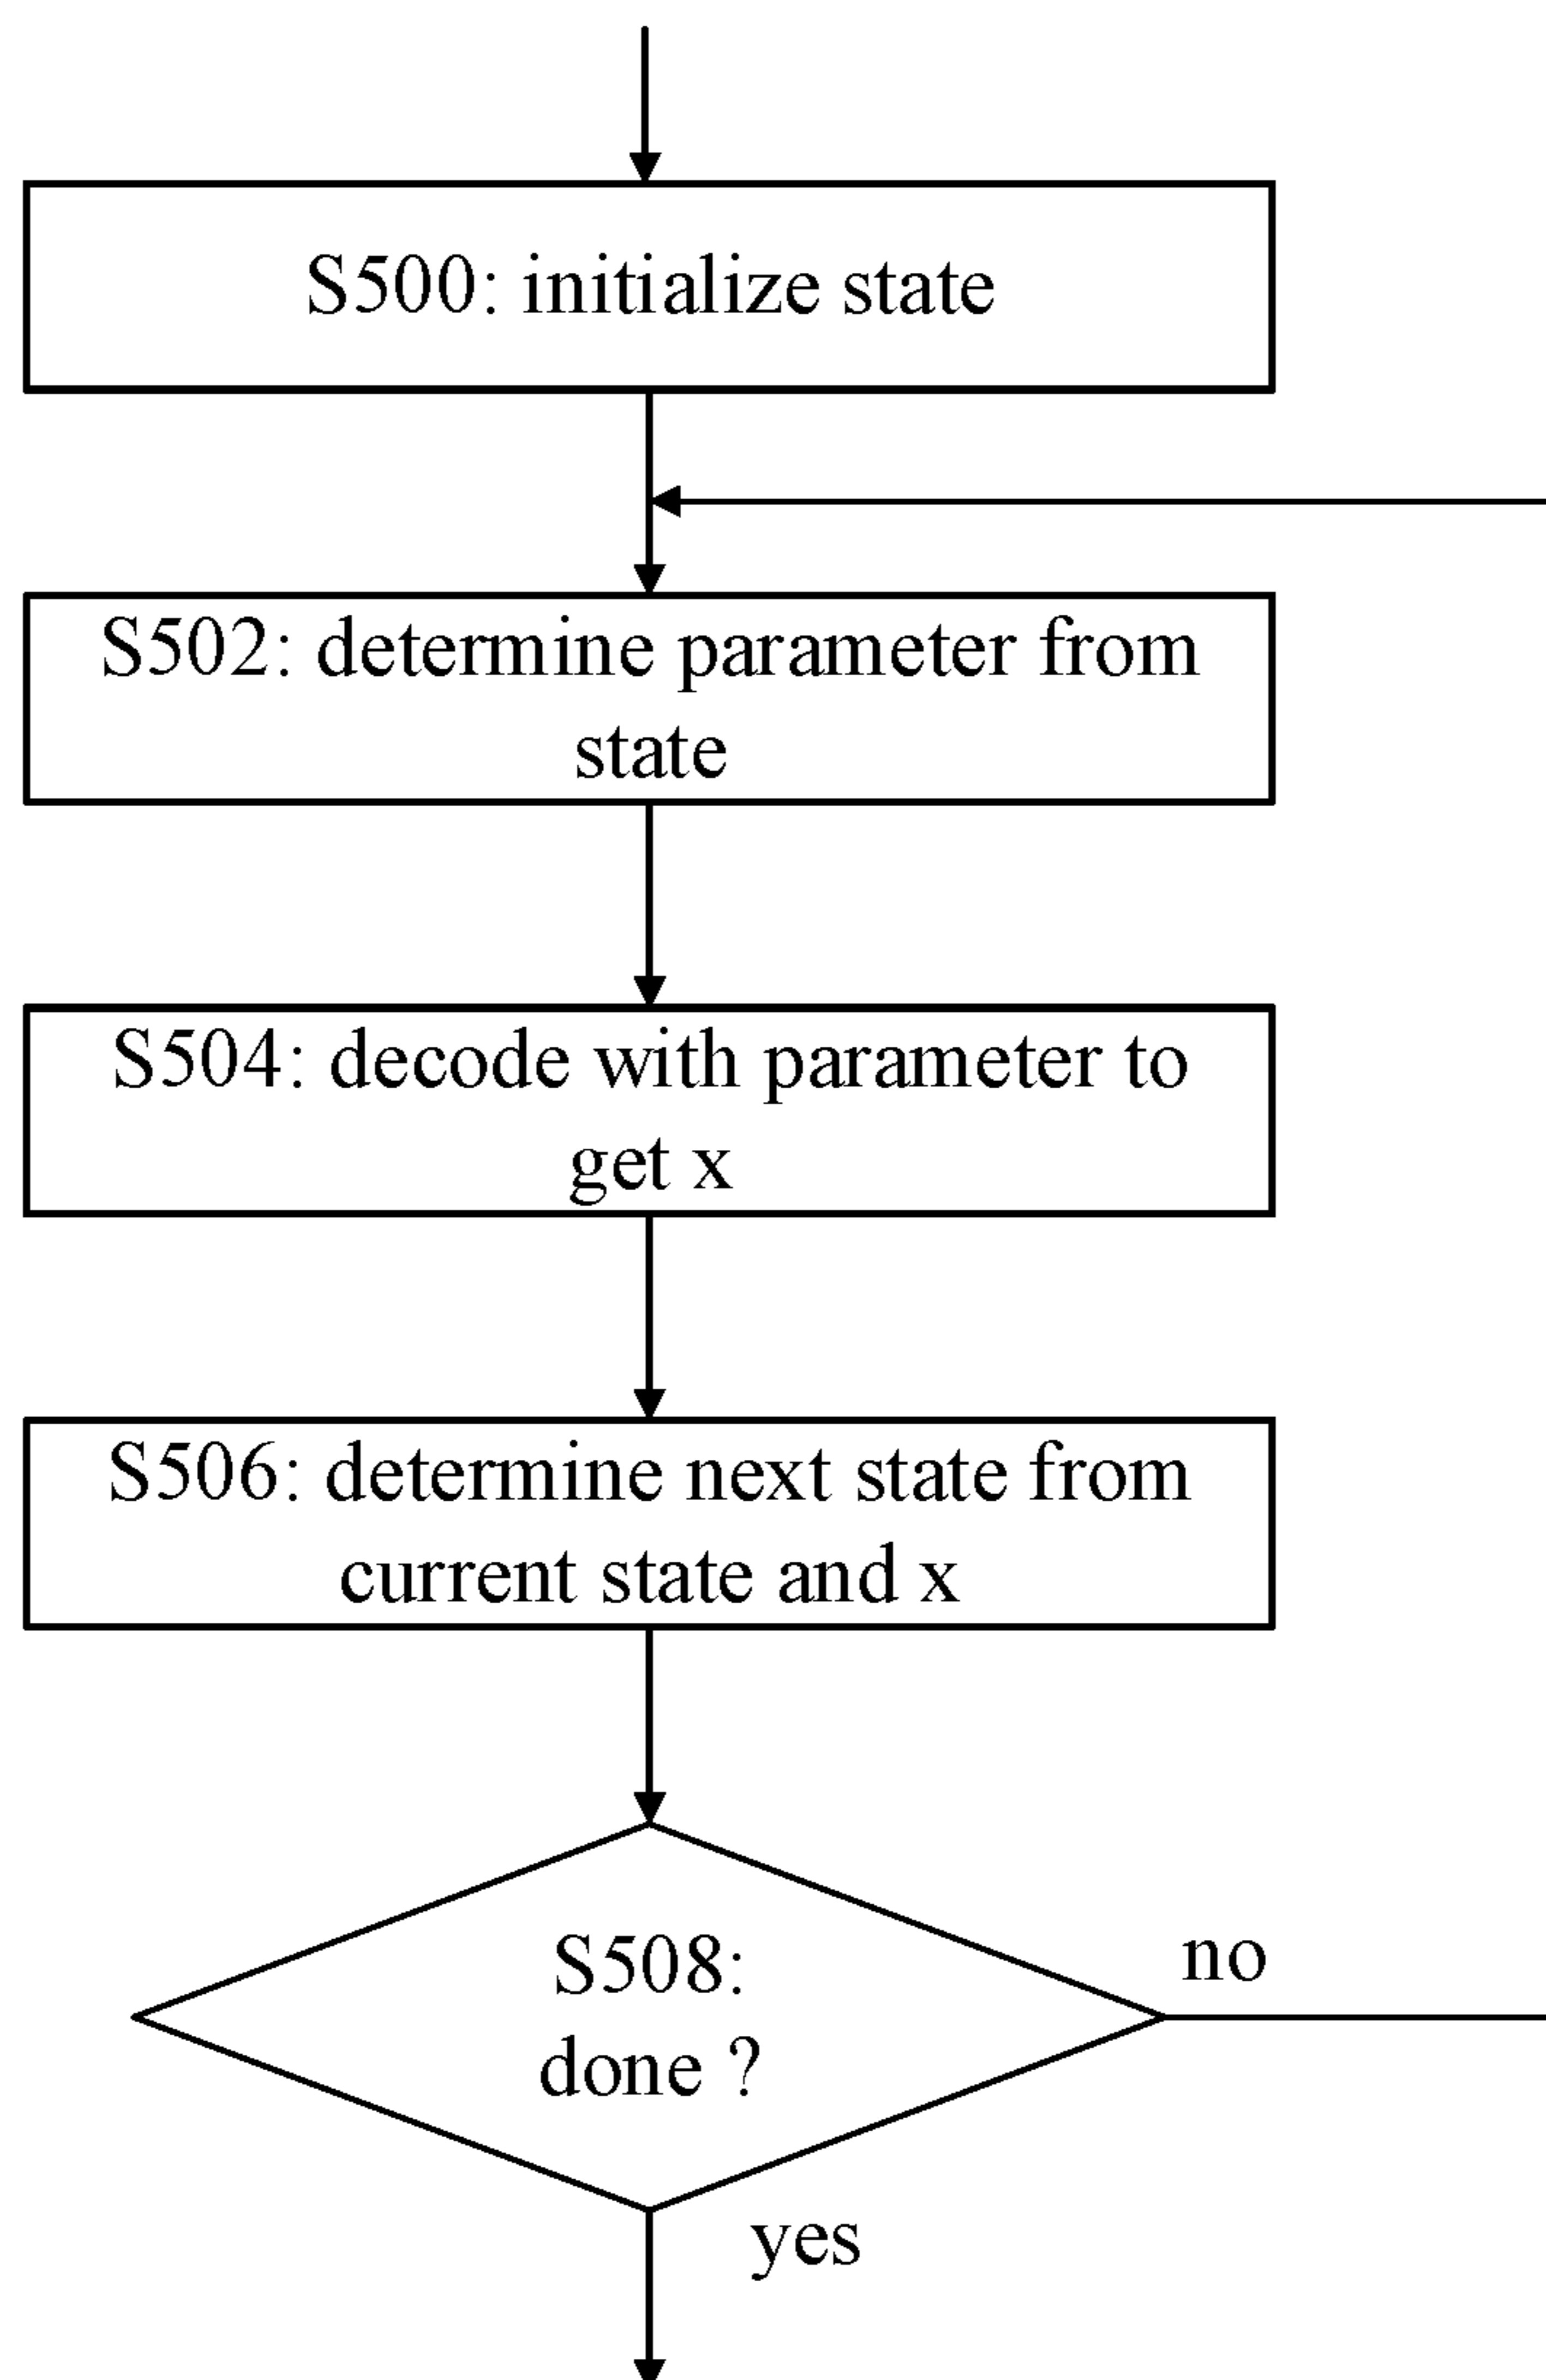 S500: initialize state
S502: determine parameter from
state
S504: decode with parameter to
get x
S506: determine next state from
current state and x
S508:
done ?
no
yes